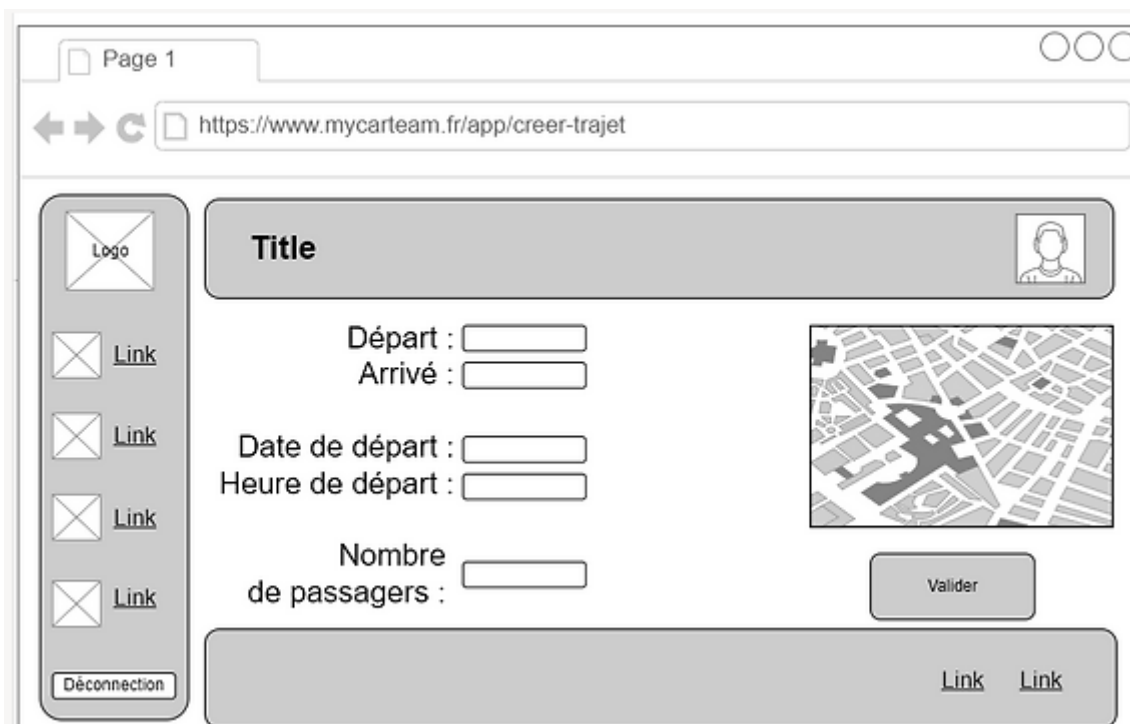 Page 1
https://www.mycarteam.fr/app/creer-trajet
Logo
Title
Link
Link
Link
Link
Déconnection
Départ :
Arrivé :
Date de départ :
Heure de départ :
Nombre
de passagers :
Valider
Link Link